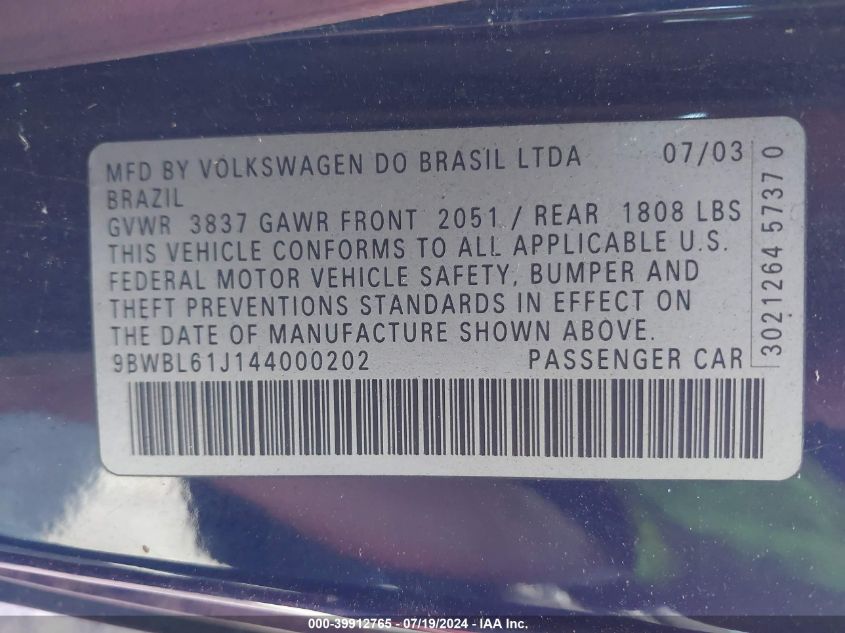 MFD BY VOLKSWAGEN DO BRASIL LTDA 07/03
BRAZIL
GVWR 3837 GAWR FRONT 2051 / REAR 1808 LBS
THIS VEHICLE CONFORMS TO ALL APPLICABLE U.S.
FEDERAL MOTOR VEHICLE SAFETY, BUMPER AND
THEFT PREVENTIONS STANDARDS IN EFFECT ON
THE DATE OF MANUFACTURE SHOWN ABOVE.
9BWBL61J144000202 PASSENGER CAR
3021264 5737 0
000-39912765 - 07/19/2024 - IAA Inc.